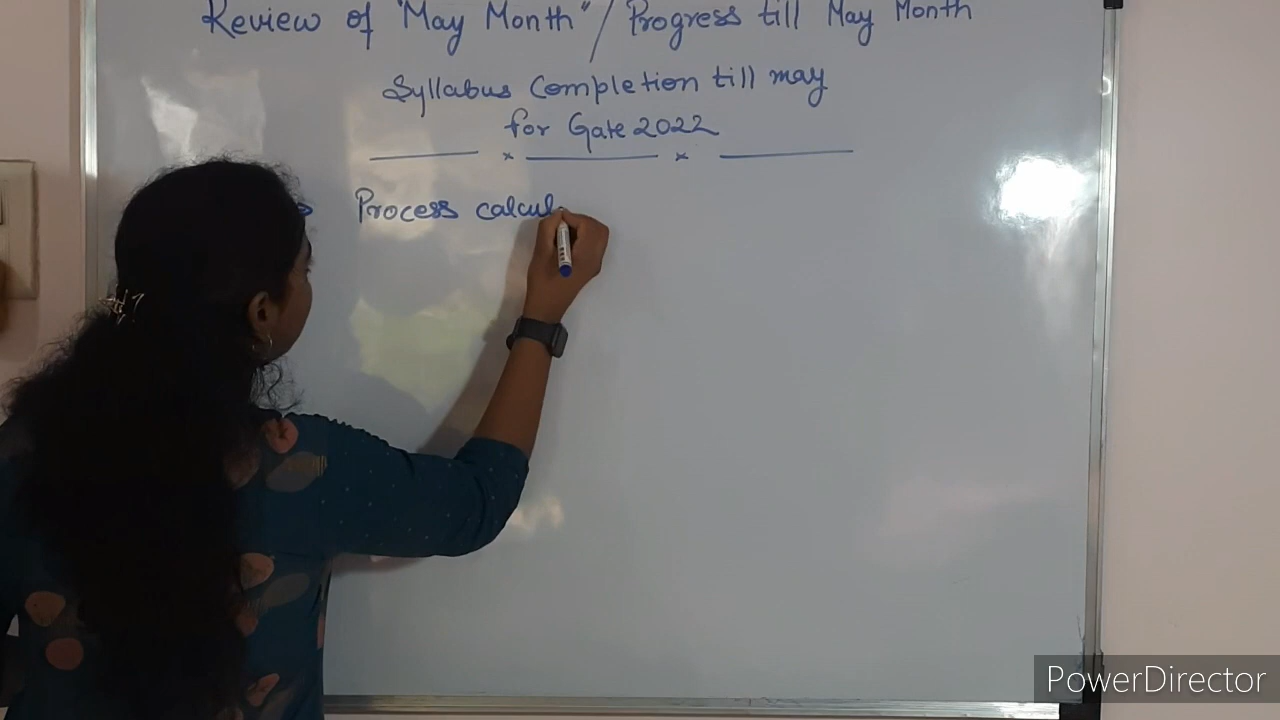 Review of "May Month" / Progress till May Month
Syllabus Completion till may
for Gate 2022
Process calcul
PowerDirector